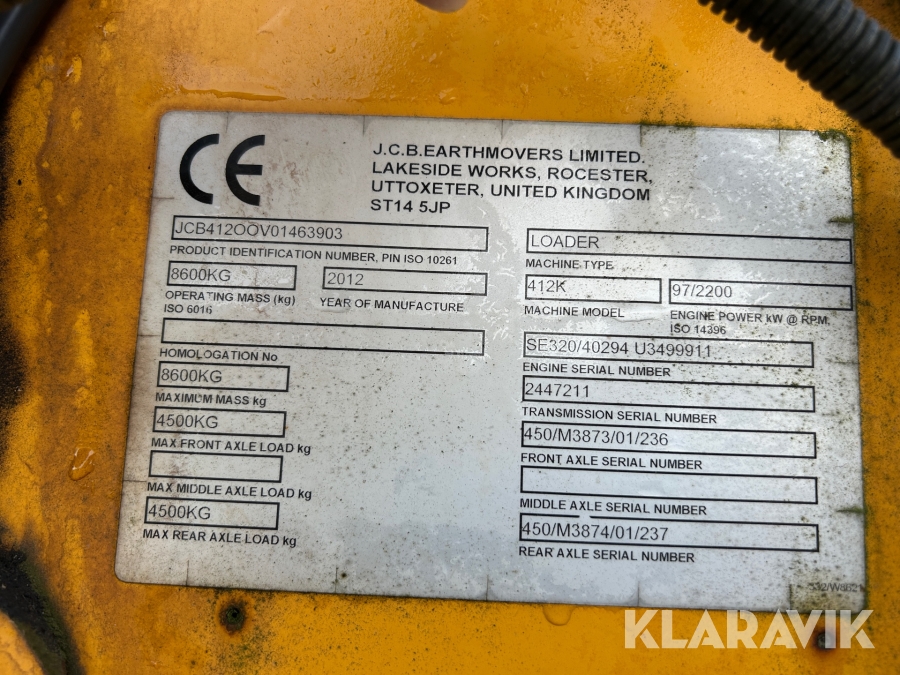 CE
J.C.B.EARTHMOVERS LIMITED.
LAKESIDE WORKS, ROCESTER,
UTTOXETER, UNITED KINGDOM
ST14 5JP
JCB412OOV01463903
PRODUCT IDENTIFICATION NUMBER, PIN ISO 10261
8600KG
OPERATING MASS (kg)
ISO 6016
2012
YEAR OF MANUFACTURE
HOMOLOGATION No
8600KG
MAXIMUM MASS kg
4500KG
MAX FRONT AXLE LOAD kg
MAX MIDDLE AXLE LOAD kg
4500KG
MAX REAR AXLE LOAD kg
LOADER
MACHINE TYPE
412K
MACHINE MODEL
97/2200
ENGINE POWER kW @ RPM,
ISO 14396
SE320/40294 U3499911
ENGINE SERIAL NUMBER
2447211
TRANSMISSION SERIAL NUMBER
450/M3873/01/236
FRONT AXLE SERIAL NUMBER
MIDDLE AXLE SERIAL NUMBER
450/M3874/01/237
REAR AXLE SERIAL NUMBER
KLARAVIK